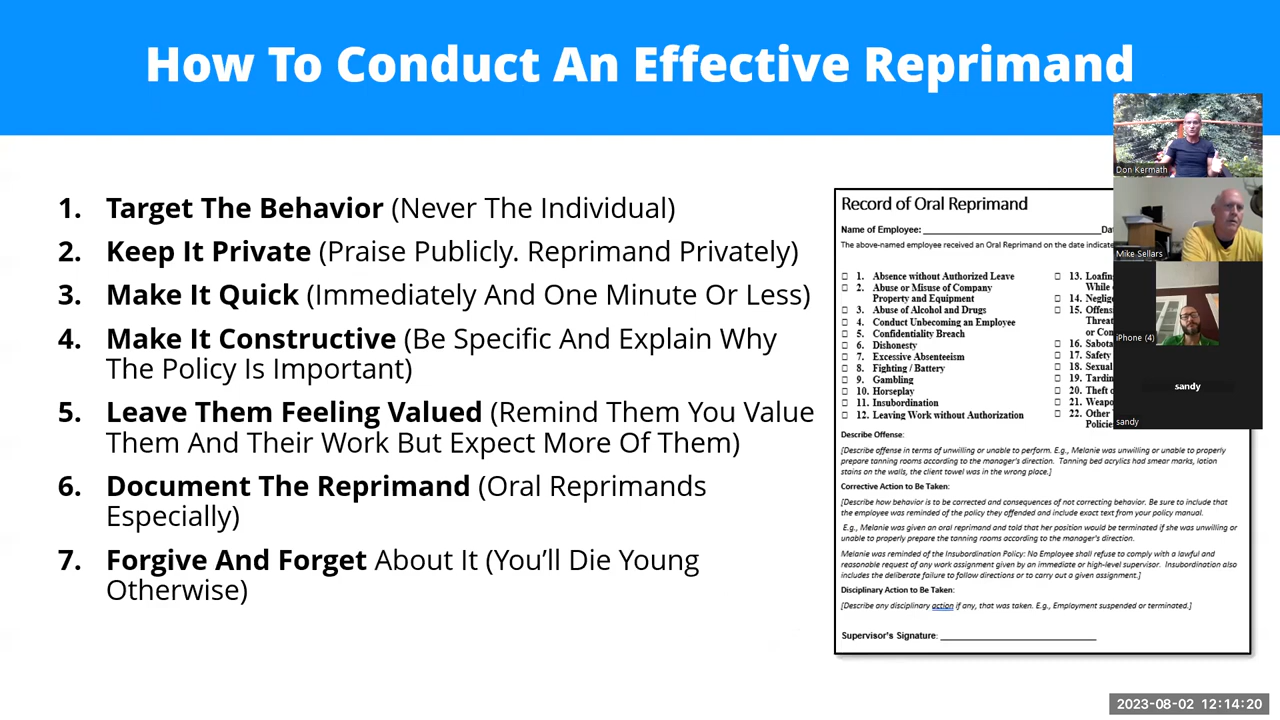 How To Conduct An Effective Reprimand
1. Target The Behavior (Never The Individual)
2. Keep It Private (Praise Publicly. Reprimand Privately)
3. Make It Quick (Immediately And One Minute Or Less)
4. Make It Constructive (Be Specific And Explain Why
The Policy Is Important)
5. Leave Them Feeling Valued (Remind Them You Value
Them And Their Work But Expect More Of Them)
6. Document The Reprimand (Oral Reprimands
Especially)
7. Forgive And Forget About It (You'll Die Young
Otherwise)
Record of Oral Reprimand
Name of Employee: ____________________________
The above-named employee received an Oral Reprimand on the date
☐ 1. Absence without Authorized Leave
☐ 2. Abuse or Misuse of Company
Property and Equipment
☐ 3. Abuse of Alcohol and Drugs
☐ 4. Conduct Unbecoming an Employee
☐ 5. Confidentiality Breach
☐ 6. Dishonesty
☐ 7. Excessive Absenteeism
☐ 8. Fighting / Battery
☐ 9. Gambling
☐ 10. Horseplay
☐ 11. Insubordination
☐ 12. Leaving Work without Authorization
☐ 13.
While
☐ 14.
☐ 15.
or
☐ 16.
☐ 17. Safety
☐ 18. Sexual
☐ 19.
☐ 20. Theft
☐ 21.
☐ 22. Other
Describe Offense:
[Describe offense in terms of unwilling or unable to perform. E.g., Melanie was unwilling or unable to properly
prepare tanning rooms according to the manager's direction. Tanning bed acrylics had smear marks, lotion
stains on the walls, the client towel was in the wrong place.]
Corrective Action to Be Taken:
[Describe how behavior is to be corrected and consequences of not correcting behavior. Be sure to include that
the employee was reminded of the policy they offended and include exact text from your policy manual.
E.g., Melanie was given an oral reprimand and told that her position would be terminated if she was unwilling or
unable to properly prepare the tanning rooms according to the manager's direction.
Melanie was reminded of the Insubordination Policy: No Employee shall refuse to comply with a lawful and
reasonable request of any work assignment given by an immediate or high-level supervisor. Insubordination also
includes the deliberate failure to follow directions or to carry out a given assignment.]
Disciplinary Action to Be Taken:
[Describe any disciplinary action if any, that was taken. E.g., Employment suspended or terminated.]
Supervisor's Signature: ____________________________
Don Kermath
Mike Sellars
iPhone (4)
sandy
sandy
2023-08-02 12:14:20